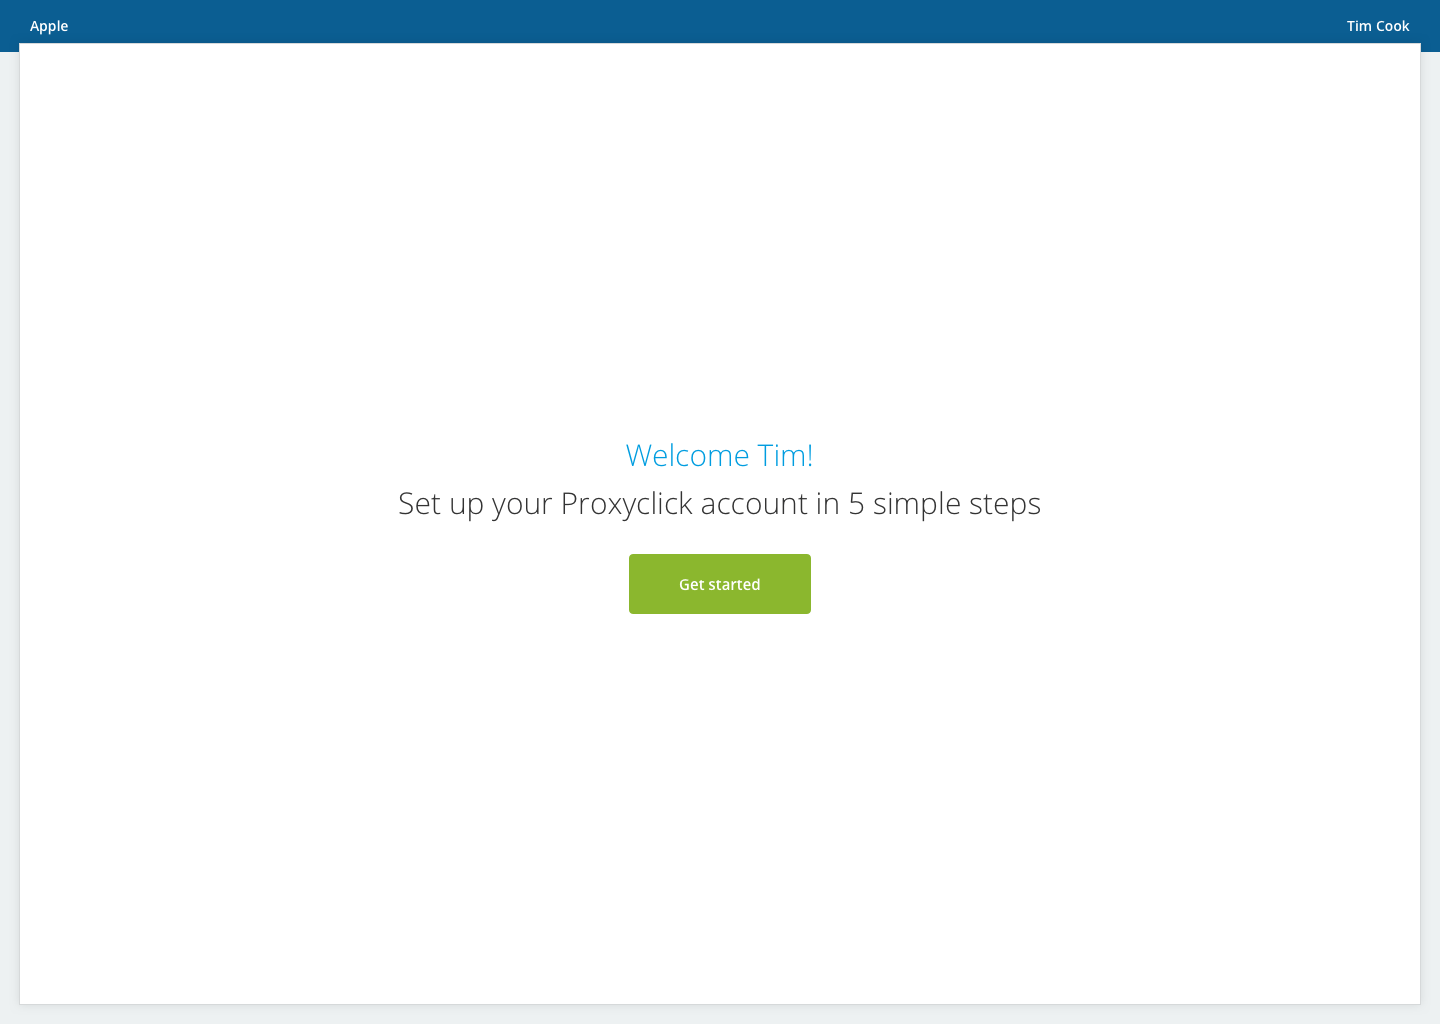 Apple
Tim Cook
Welcome Tim!
Set up your Proxyclick account in 5 simple steps
Get started